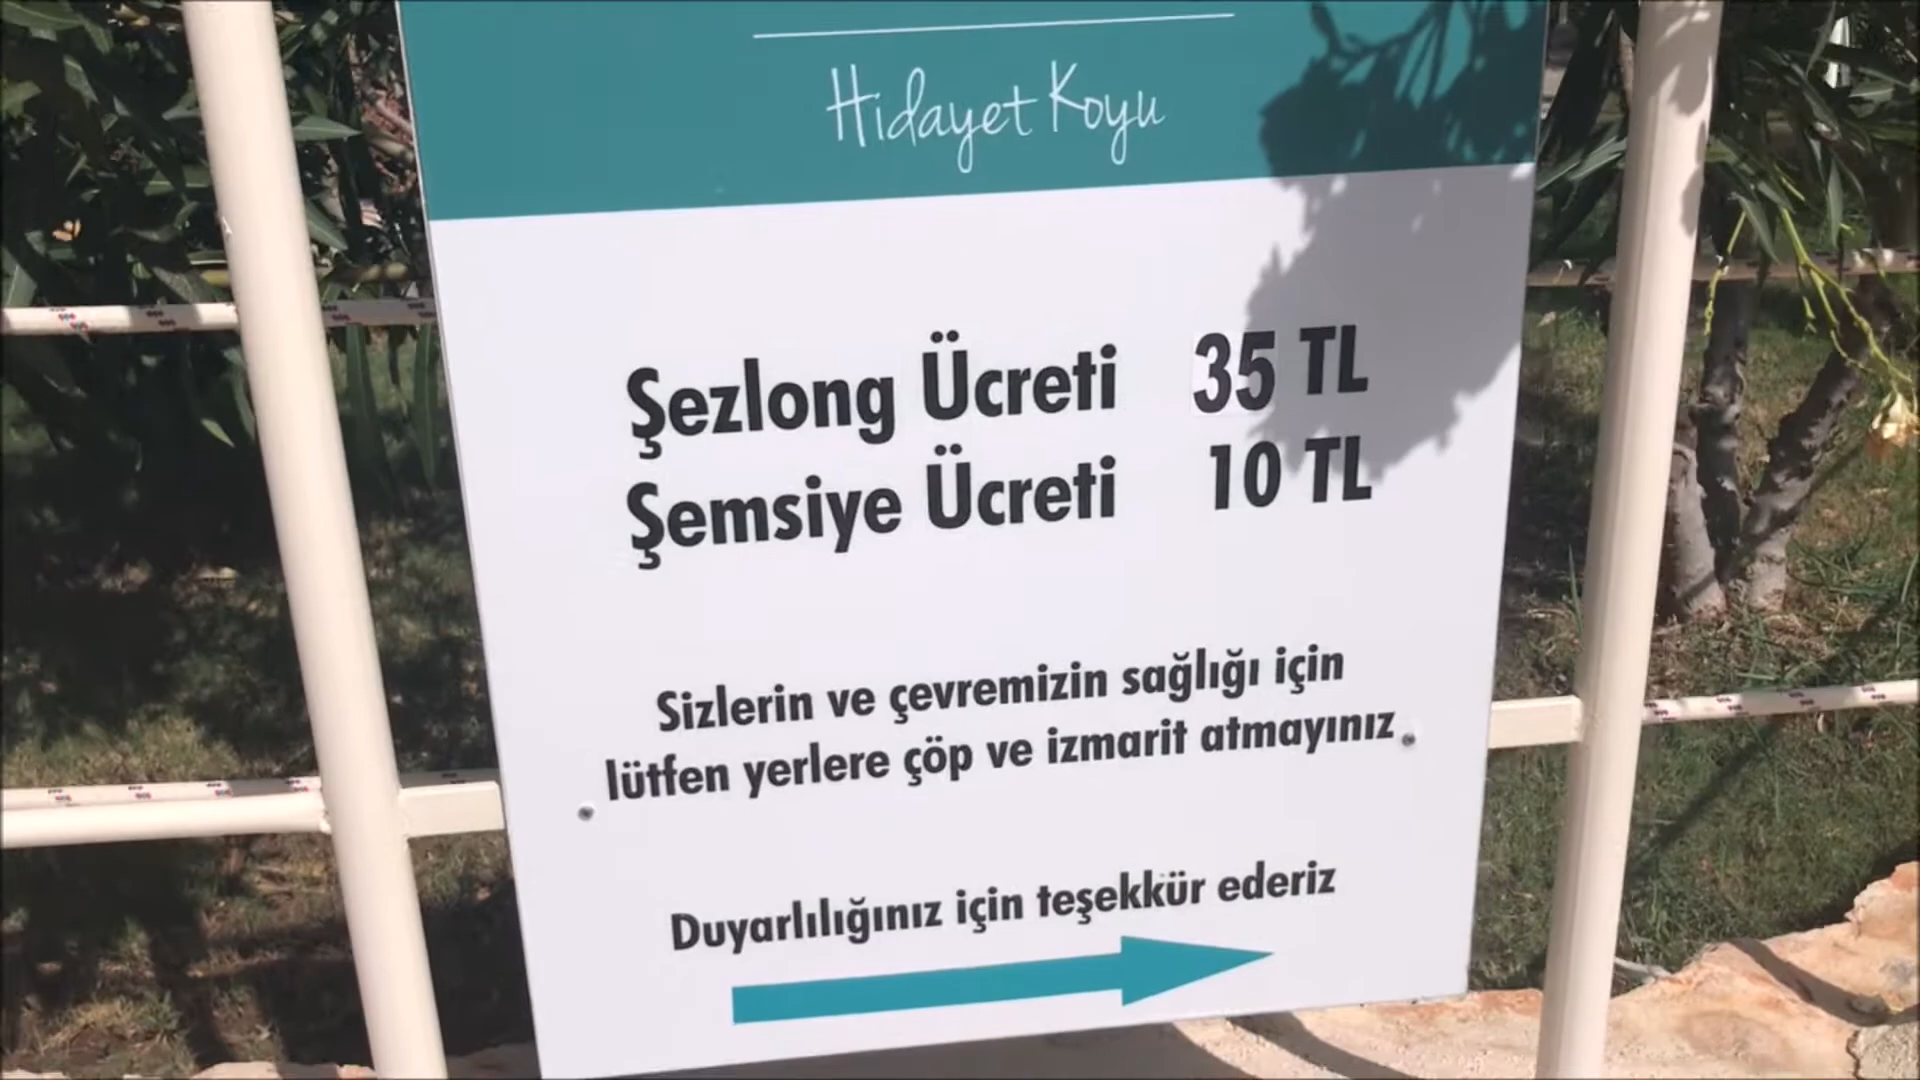 Hidayet Koyu
Şezlong Ücreti 35 TL
Şemsiye Ücreti 10 TL
Sizlerin ve çevremizin sağlığı için
lütfen yerlere çöp ve izmarit atmayınız
Duyarlılığınız için teşekkür ederiz